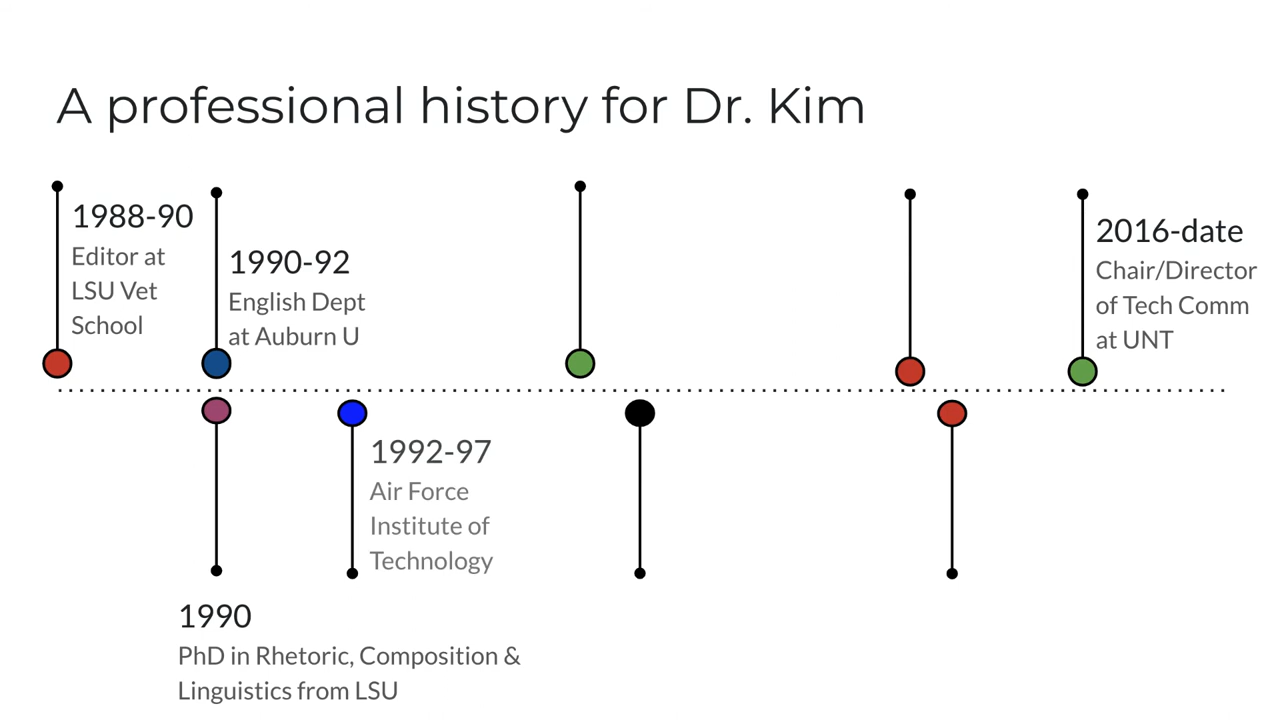 A professional history for Dr. Kim
1988-90
Editor at
LSU Vet
School
1990-92
English Dept
at Auburn U
2016-date
Chair/Director
of Tech Comm
at UNT
1992-97
Air Force
Institute of
Technology
1990
PhD in Rhetoric, Composition &
Linguistics from LSU